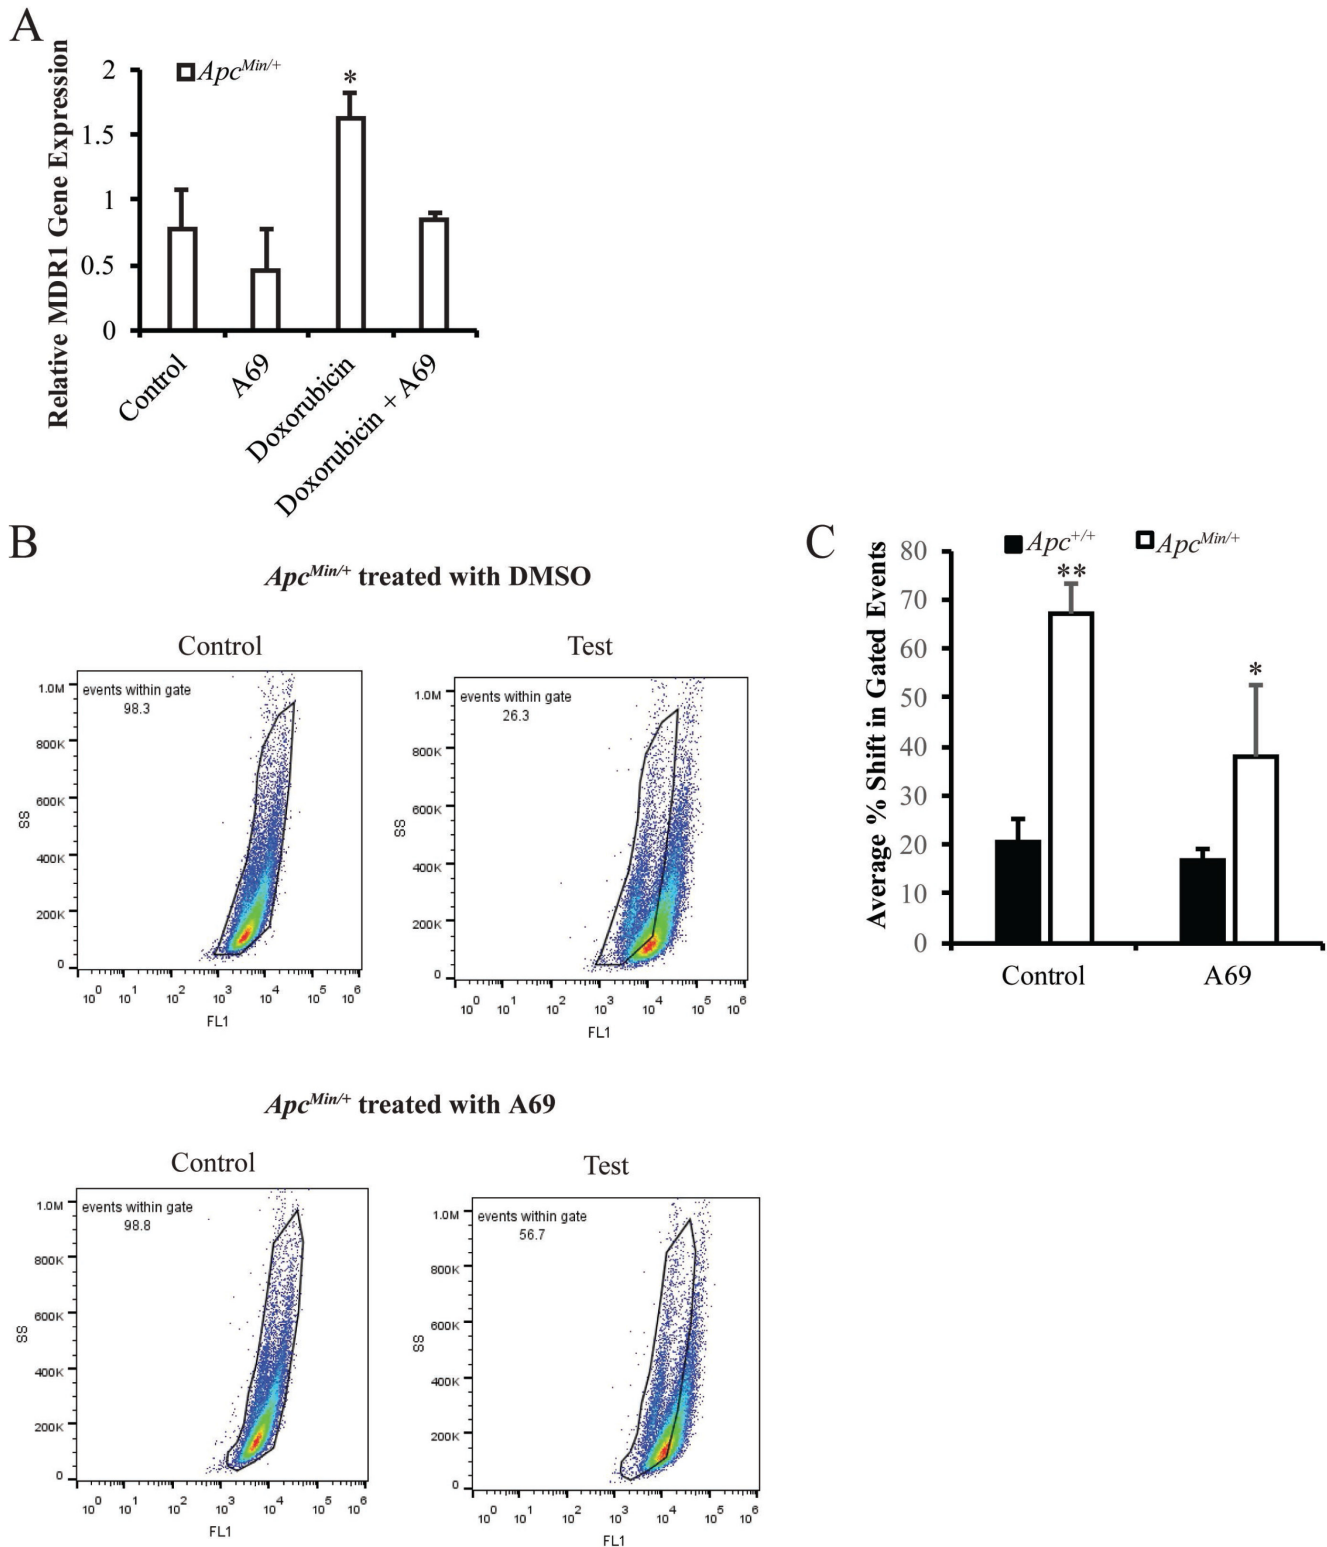 A
Relative MDR1 Gene Expression
2
1.5
1
0.5
0
Apc^Min/+
*
Control
A69
Doxorubicin
Doxorubicin + A69
B
Apc^Min/+ treated with DMSO
Control
events within gate
98.3
1.0M
800K
600K
400K
200K
0
SS
10^0 10^1 10^2 10^3 10^4 10^5 10^6
FL1
Test
events within gate
26.3
1.0M
800K
600K
400K
200K
0
SS
10^0 10^1 10^2 10^3 10^4 10^5 10^6
FL1
Apc^Min/+ treated with A69
Control
events within gate
98.8
1.0M
800K
600K
400K
200K
0
SS
10^0 10^1 10^2 10^3 10^4 10^5 10^6
FL1
Test
events within gate
56.7
1.0M
800K
600K
400K
200K
0
SS
10^0 10^1 10^2 10^3 10^4 10^5 10^6
FL1
C
Average % Shift in Gated Events
80
70
60
50
40
30
20
10
0
Apc^+/+ Apc^Min/+
**
*
Control A69